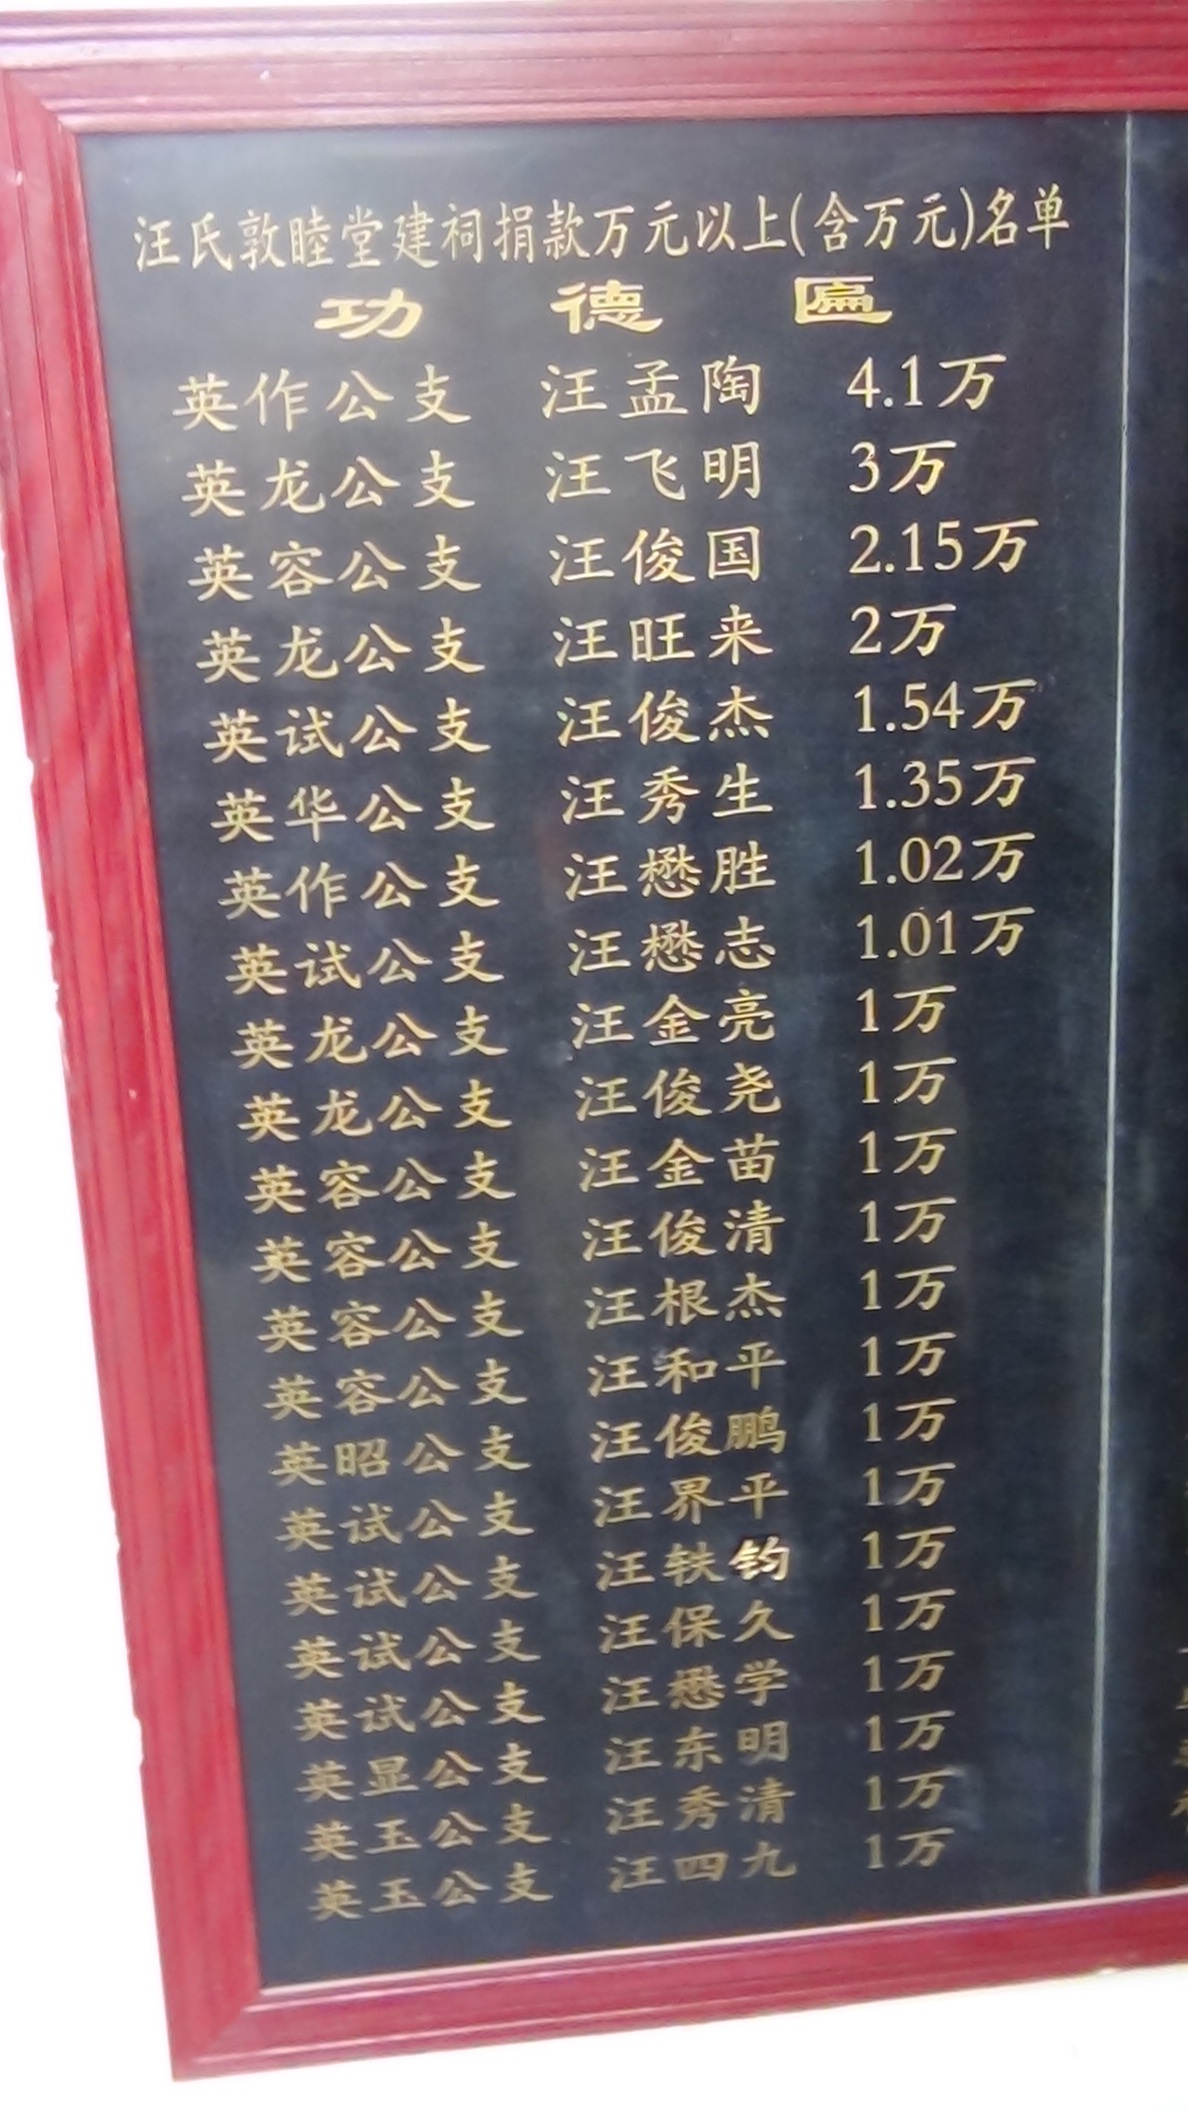 汪氏敦睦堂建祠捐款万元以上(含万元)名单
功 德 匾
英作公支 汪孟陶 4.1万
英龙公支 汪飞明 3万
英容公支 汪俊国 2.15万
英龙公支 汪旺来 2万
英试公支 汪俊杰 1.54万
英华公支 汪秀生 1.35万
英作公支 汪懋胜 1.02万
英试公支 汪懋志 1.01万
英龙公支 汪金亮 1万
英龙公支 汪俊尧 1万
英容公支 汪金苗 1万
英容公支 汪俊清 1万
英容公支 汪根杰 1万
英容公支 汪和平 1万
英昭公支 汪俊鹏 1万
英试公支 汪界平 1万
英试公支 汪轶钧 1万
英试公支 汪保久 1万
英试公支 汪懋学 1万
英显公支 汪东明 1万
英玉公支 汪秀清 1万
英玉公支 汪四九 1万